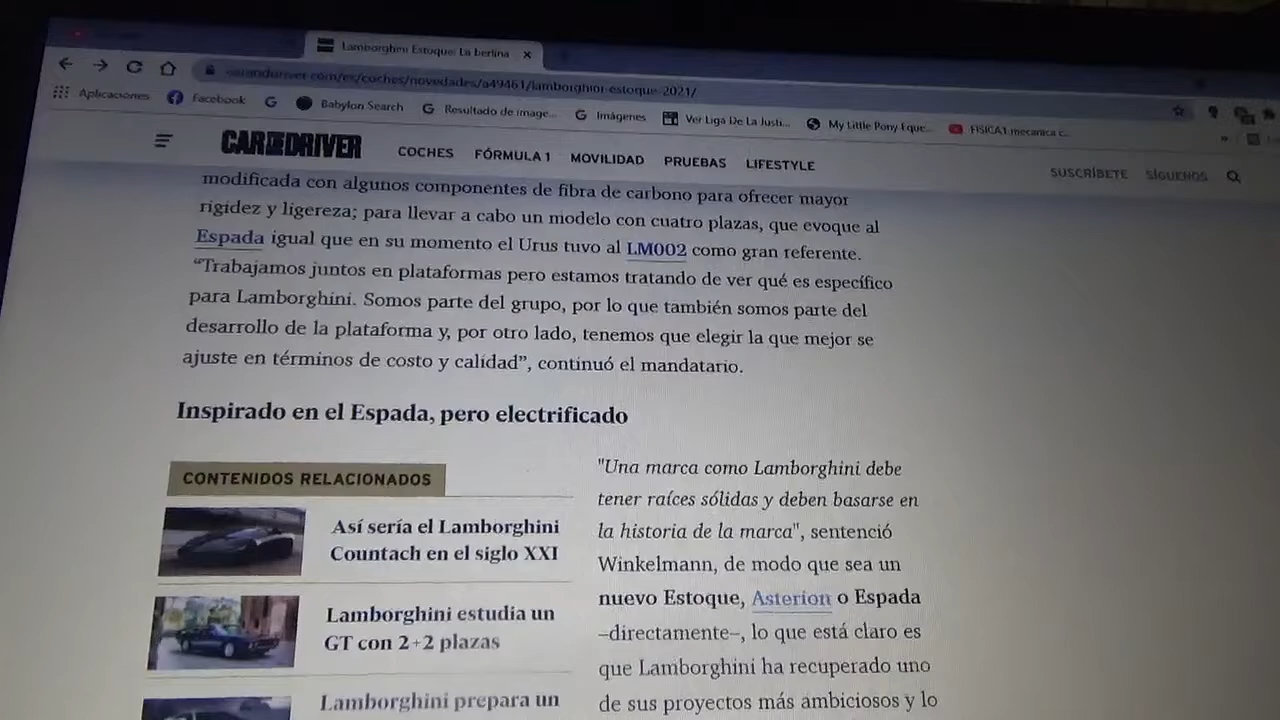 Lamborghini Estoque: La berlina
carandriver.com/es/coches/novedades/a49461/lamborghini-estoque-2021/
Aplicaciones Facebook Babylon Search Resultado de image... Imágenes Ver Liga De La Justi... My Little Pony Eque... FISICA1 mecanica c...
CAR AND DRIVER COCHES FÓRMULA 1 MOVILIDAD PRUEBAS LIFESTYLE SUSCRÍBETE SÍGUENOS
modificada con algunos componentes de fibra de carbono para ofrecer mayor
rigidez y ligereza; para llevar a cabo un modelo con cuatro plazas, que evoque al
Espada igual que en su momento el Urus tuvo al LM002 como gran referente.
“Trabajamos juntos en plataformas pero estamos tratando de ver qué es específico
para Lamborghini. Somos parte del grupo, por lo que también somos parte del
desarrollo de la plataforma y, por otro lado, tenemos que elegir la que mejor se
ajuste en términos de costo y calidad”, continuó el mandatario.
Inspirado en el Espada, pero electrificado
CONTENIDOS RELACIONADOS
Así sería el Lamborghini
Countach en el siglo XXI
Lamborghini estudia un
GT con 2+2 plazas
Lamborghini prepara un
"Una marca como Lamborghini debe
tener raíces sólidas y deben basarse en
la historia de la marca", sentenció
Winkelmann, de modo que sea un
nuevo Estoque, Asterion o Espada
–directamente–, lo que está claro es
que Lamborghini ha recuperado uno
de sus proyectos más ambiciosos y lo